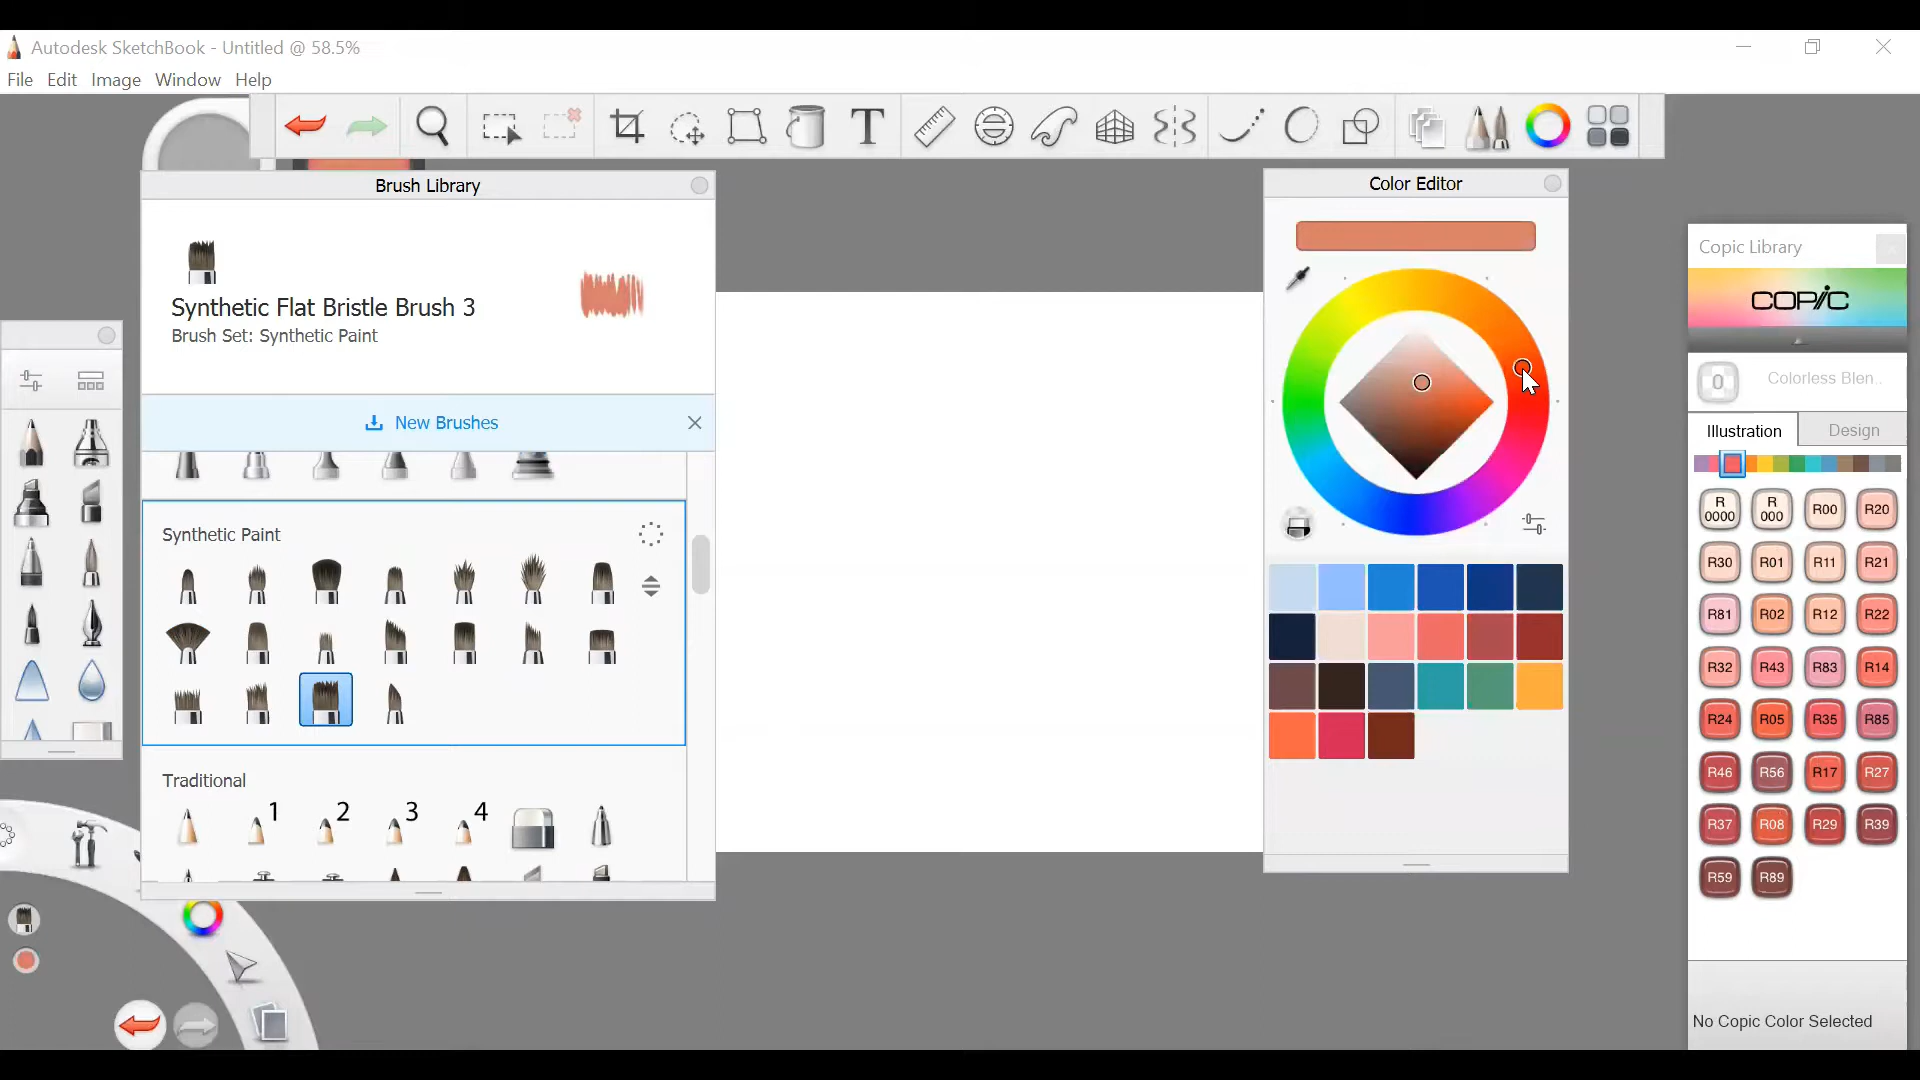 Autodesk SketchBook - Untitled @ 58.5%
File Edit Image Window Help
T
Brush Library
Synthetic Flat Bristle Brush 3
Brush Set: Synthetic Paint
New Brushes
Synthetic Paint
Traditional
1 2 3 4
Color Editor
Copic Library
COPIC
0 Colorless Blen..
Illustration Design
R0000 R000 R00 R20
R30 R01 R11 R21
R81 R02 R12 R22
R32 R43 R83 R14
R24 R05 R35 R85
R46 R56 R17 R27
R37 R08 R29 R39
R59 R89
No Copic Color Selected